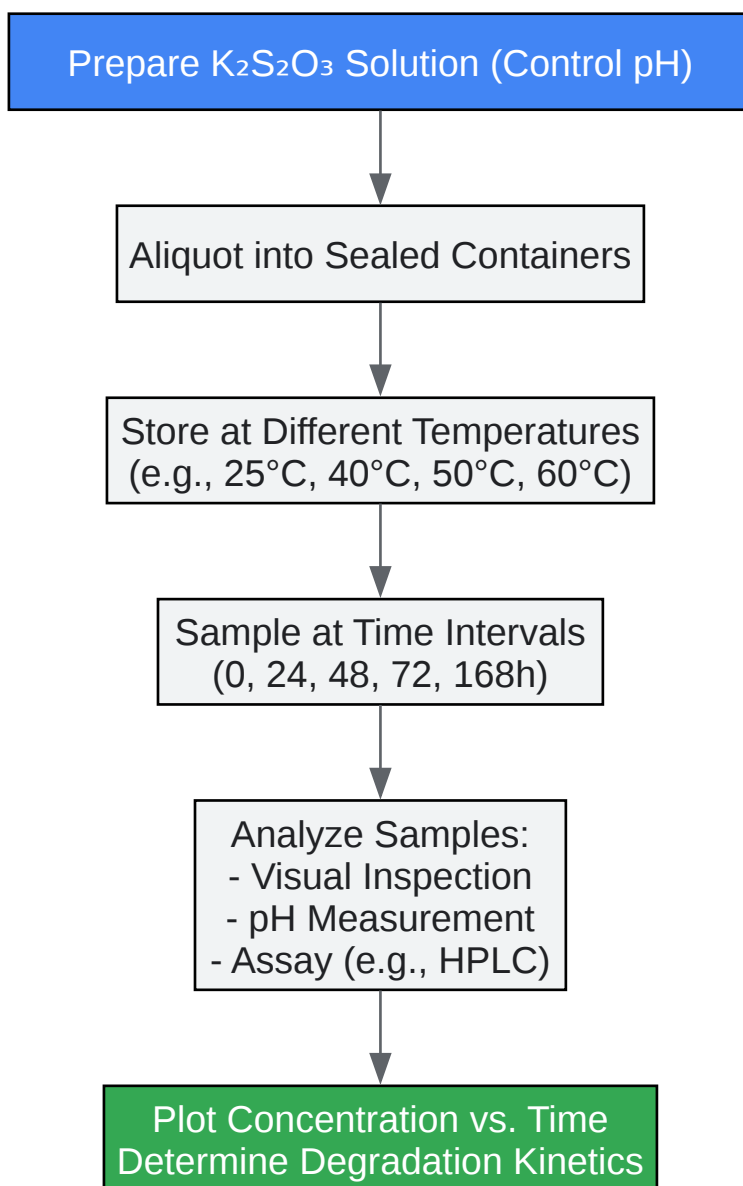 Prepare K₂S₂O₃ Solution (Control pH)
Aliquot into Sealed Containers
Store at Different Temperatures
(e.g., 25°C, 40°C, 50°C, 60°C)
Sample at Time Intervals
(0, 24, 48, 72, 168h)
Analyze Samples:
- Visual Inspection
- pH Measurement
- Assay (e.g., HPLC)
Plot Concentration vs. Time
Determine Degradation Kinetics